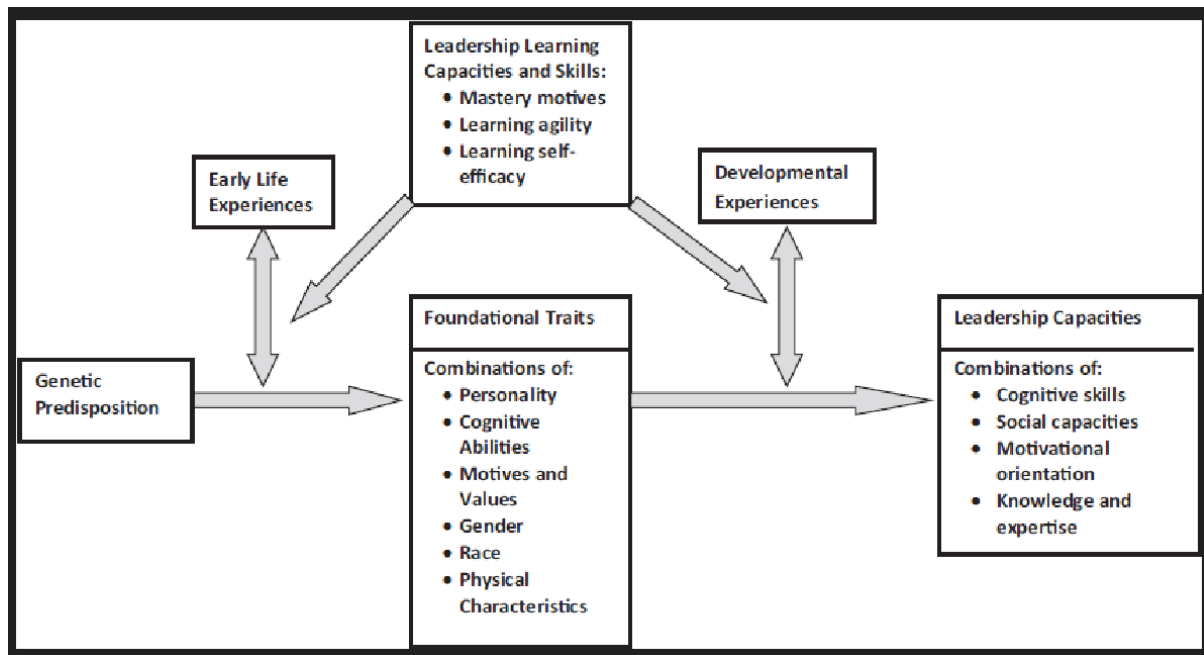 Leadership Learning
Capacities and Skills:
• Mastery motives
• Learning agility
• Learning self-
efficacy
Early Life
Experiences
Developmental
Experiences
Genetic
Predisposition
Foundational Traits
Combinations of:
• Personality
• Cognitive
Abilities
• Motives and
Values
• Gender
• Race
• Physical
Characteristics
Leadership Capacities
Combinations of:
• Cognitive skills
• Social capacities
• Motivational
orientation
• Knowledge and
expertise